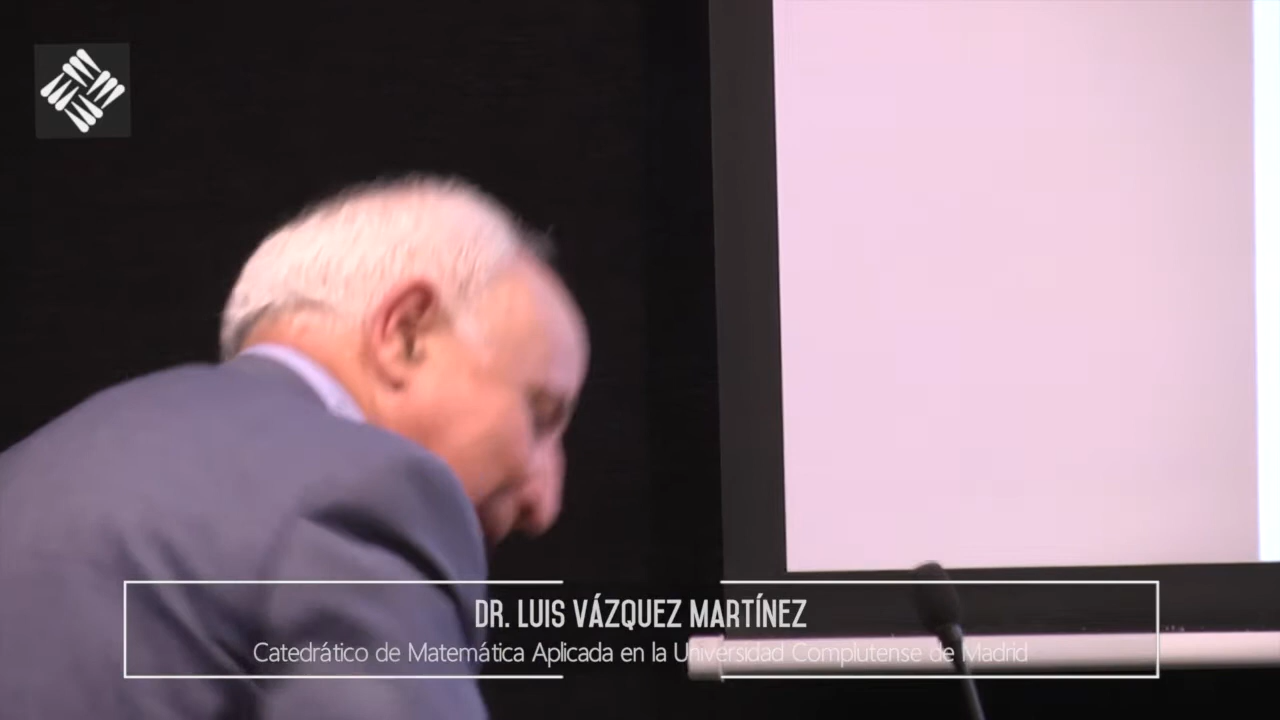 DR. LUIS VÁZQUEZ MARTÍNEZ
Catedrático de Matemática Aplicada en la Universidad Complutense de Madrid